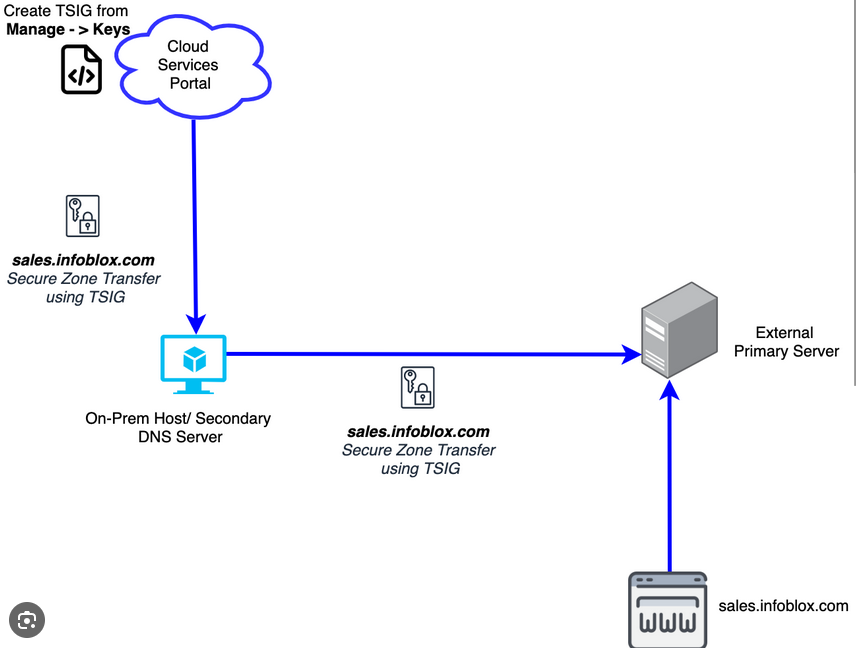 Create TSIG from
Manage - > Keys
Cloud
Services
Portal
sales.infoblox.com
Secure Zone Transfer
using TSIG
External
Primary Server
On-Prem Host/ Secondary
DNS Server
sales.infoblox.com
Secure Zone Transfer
using TSIG
sales.infoblox.com
WWW